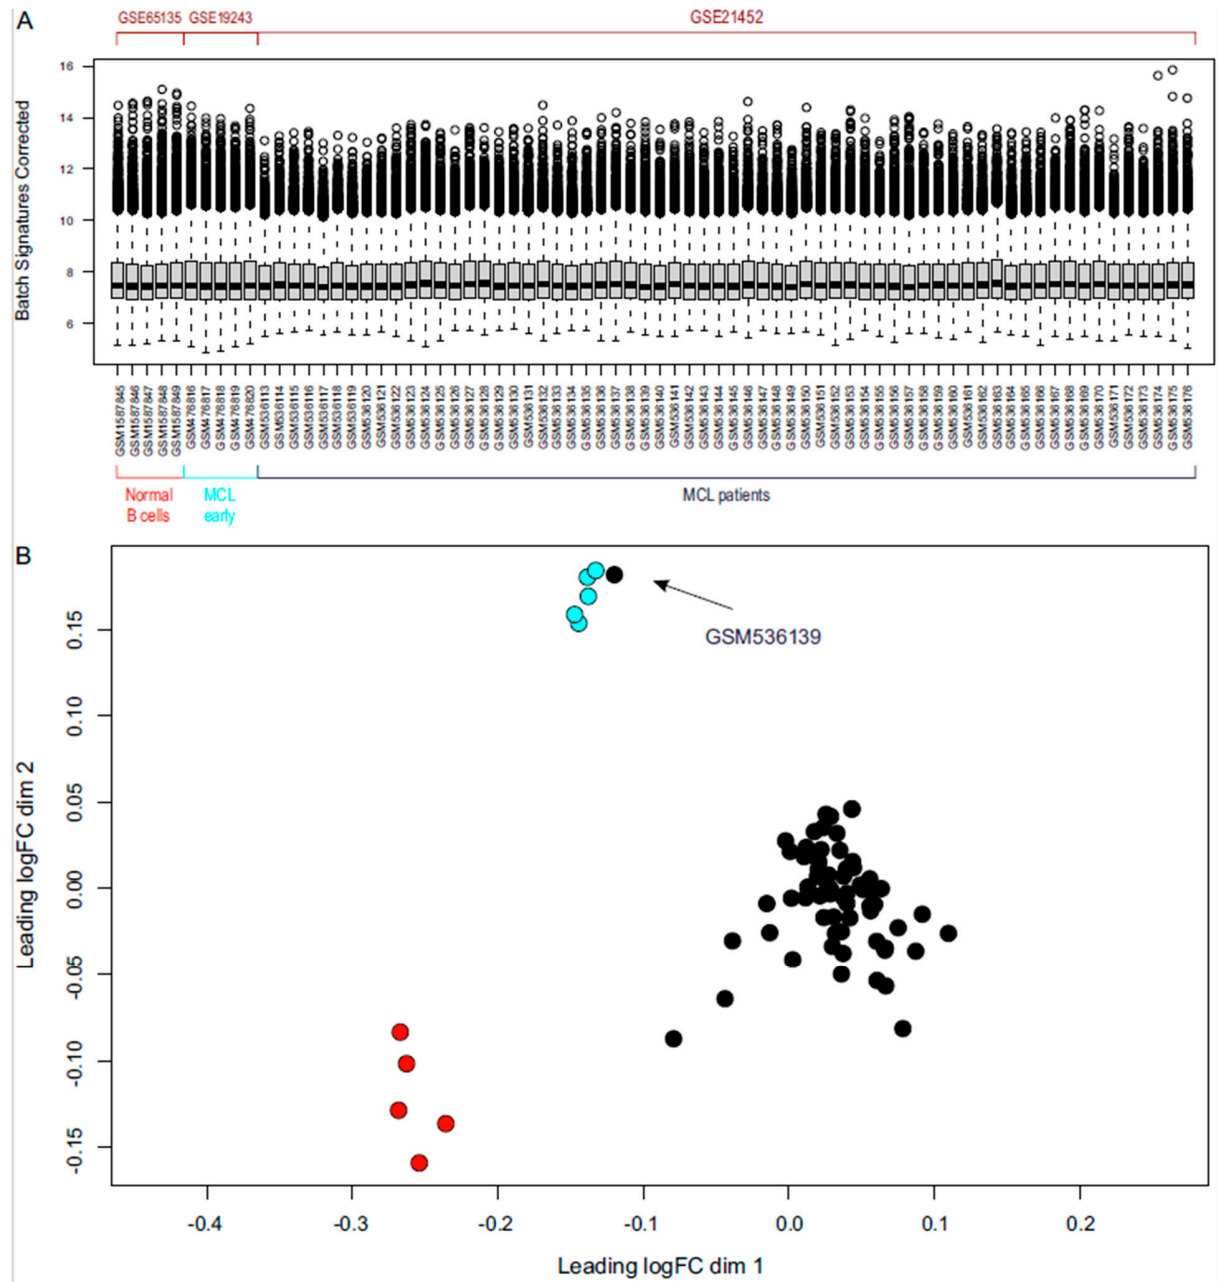 A
GSE65135 GSE19243 GSE21452
Batch Signatures Corrected
16
14
12
10
8
6
GSM1587845
GSM1587846
GSM1587847
GSM1587848
GSM1587849
GSM476816
GSM476817
GSM476818
GSM476819
GSM476820
GSM536113
GSM536114
GSM536115
GSM536116
GSM536117
GSM536118
GSM536119
GSM536120
GSM536121
GSM536122
GSM536123
GSM536124
GSM536125
GSM536126
GSM536127
GSM536128
GSM536129
GSM536130
GSM536131
GSM536132
GSM536133
GSM536134
GSM536135
GSM536136
GSM536137
GSM536138
GSM536139
GSM536140
GSM536141
GSM536142
GSM536143
GSM536144
GSM536145
GSM536146
GSM536147
GSM536148
GSM536149
GSM536150
GSM536151
GSM536152
GSM536153
GSM536154
GSM536155
GSM536156
GSM536157
GSM536158
GSM536159
GSM536160
GSM536161
GSM536162
GSM536163
GSM536164
GSM536165
GSM536166
GSM536167
GSM536168
GSM536169
GSM536170
GSM536171
GSM536172
GSM536173
GSM536174
GSM536175
GSM536176
Normal
B cells
MCL
early
MCL patients
B
Leading logFC dim 2
0.15
0.10
0.05
0.00
-0.05
-0.10
-0.15
GSM536139
-0.4 -0.3 -0.2 -0.1 0.0 0.1 0.2
Leading logFC dim 1